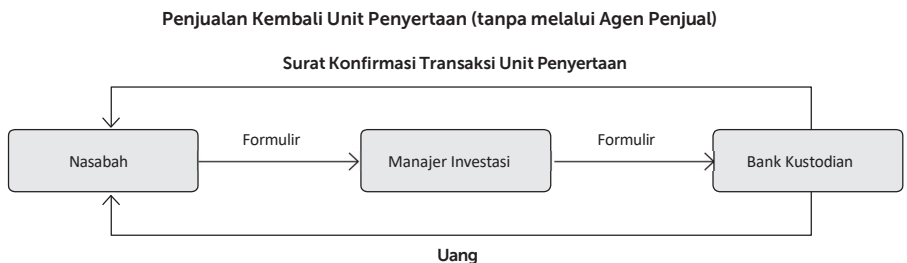 Penjualan Kembali Unit Penyertaan (tanpa melalui Agen Penjual)
Surat Konfirmasi Transaksi Unit Penyertaan
Nasabah
Formulir
Manajer Investasi
Formulir
Bank Kustodian
Uang